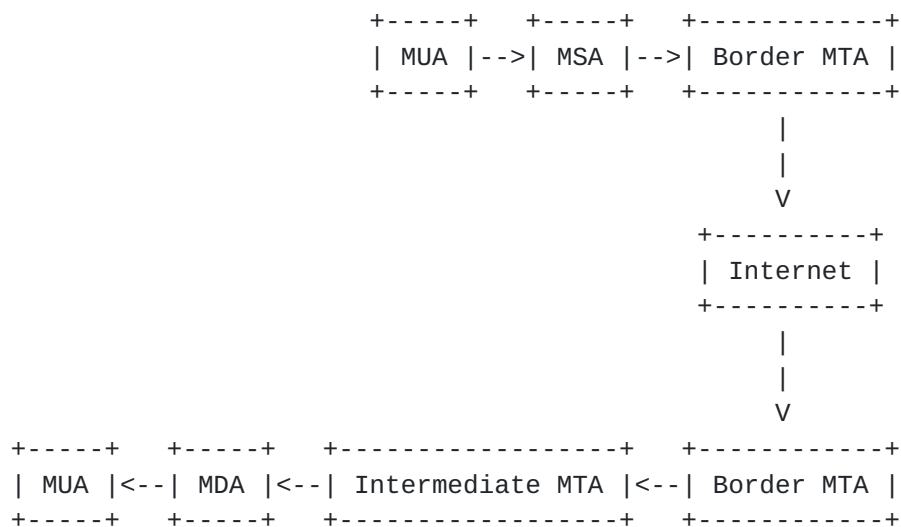 +-----+   +-----+   +------------+
| MUA |-->| MSA |-->| Border MTA |
+-----+   +-----+   +------------+
|
|
V
+----------+
| Internet |
+----------+
|
|
V
+-----+   +-----+   +------------------+   +------------+
| MUA |<--| MDA |<--| Intermediate MTA |<--| Border MTA |
+-----+   +-----+   +------------------+   +------------+